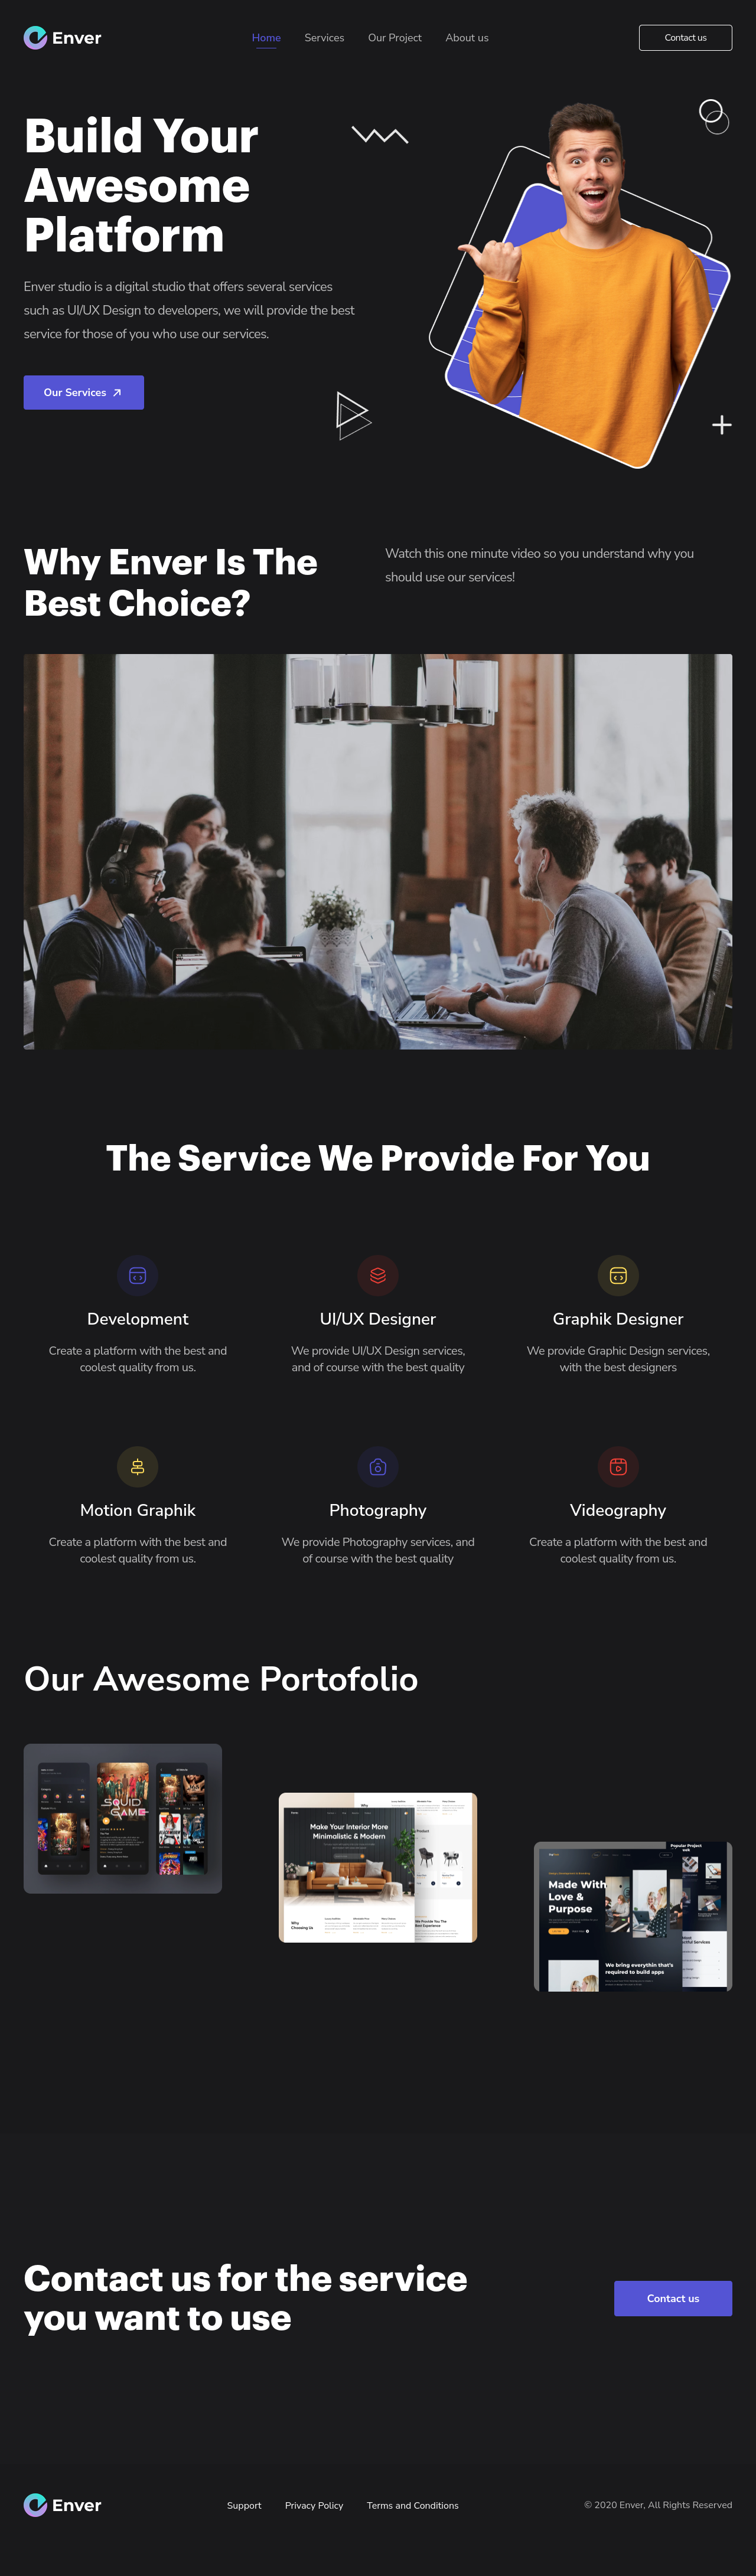 Enver
Home
Services
Our Project
About us
Contact us
Build Your
Awesome
Platform
Enver studio is a digital studio that offers several services
such as UI/UX Design to developers, we will provide the best
service for those of you who use our services.
Our Services
Why Enver Is The
Best Choice?
Watch this one minute video so you understand why you
should use our services!
The Service We Provide For You
Development
Create a platform with the best and
coolest quality from us.
UI/UX Designer
We provide UI/UX Design services,
and of course with the best quality
Graphik Designer
We provide Graphic Design services,
with the best designers
Motion Graphik
Create a platform with the best and
coolest quality from us.
Photography
We provide Photography services, and
of course with the best quality
Videography
Create a platform with the best and
coolest quality from us.
Our Awesome Portofolio
SQUID
GAME
Make Your Interior More
Minimalistic & Modern
Why
Choosing Us
Popular Project
Made With
Love &
Purpose
We bring everythin that's
required to build apps
Contact us for the service
you want to use
Contact us
Enver
Support
Privacy Policy
Terms and Conditions
© 2020 Enver, All Rights Reserved